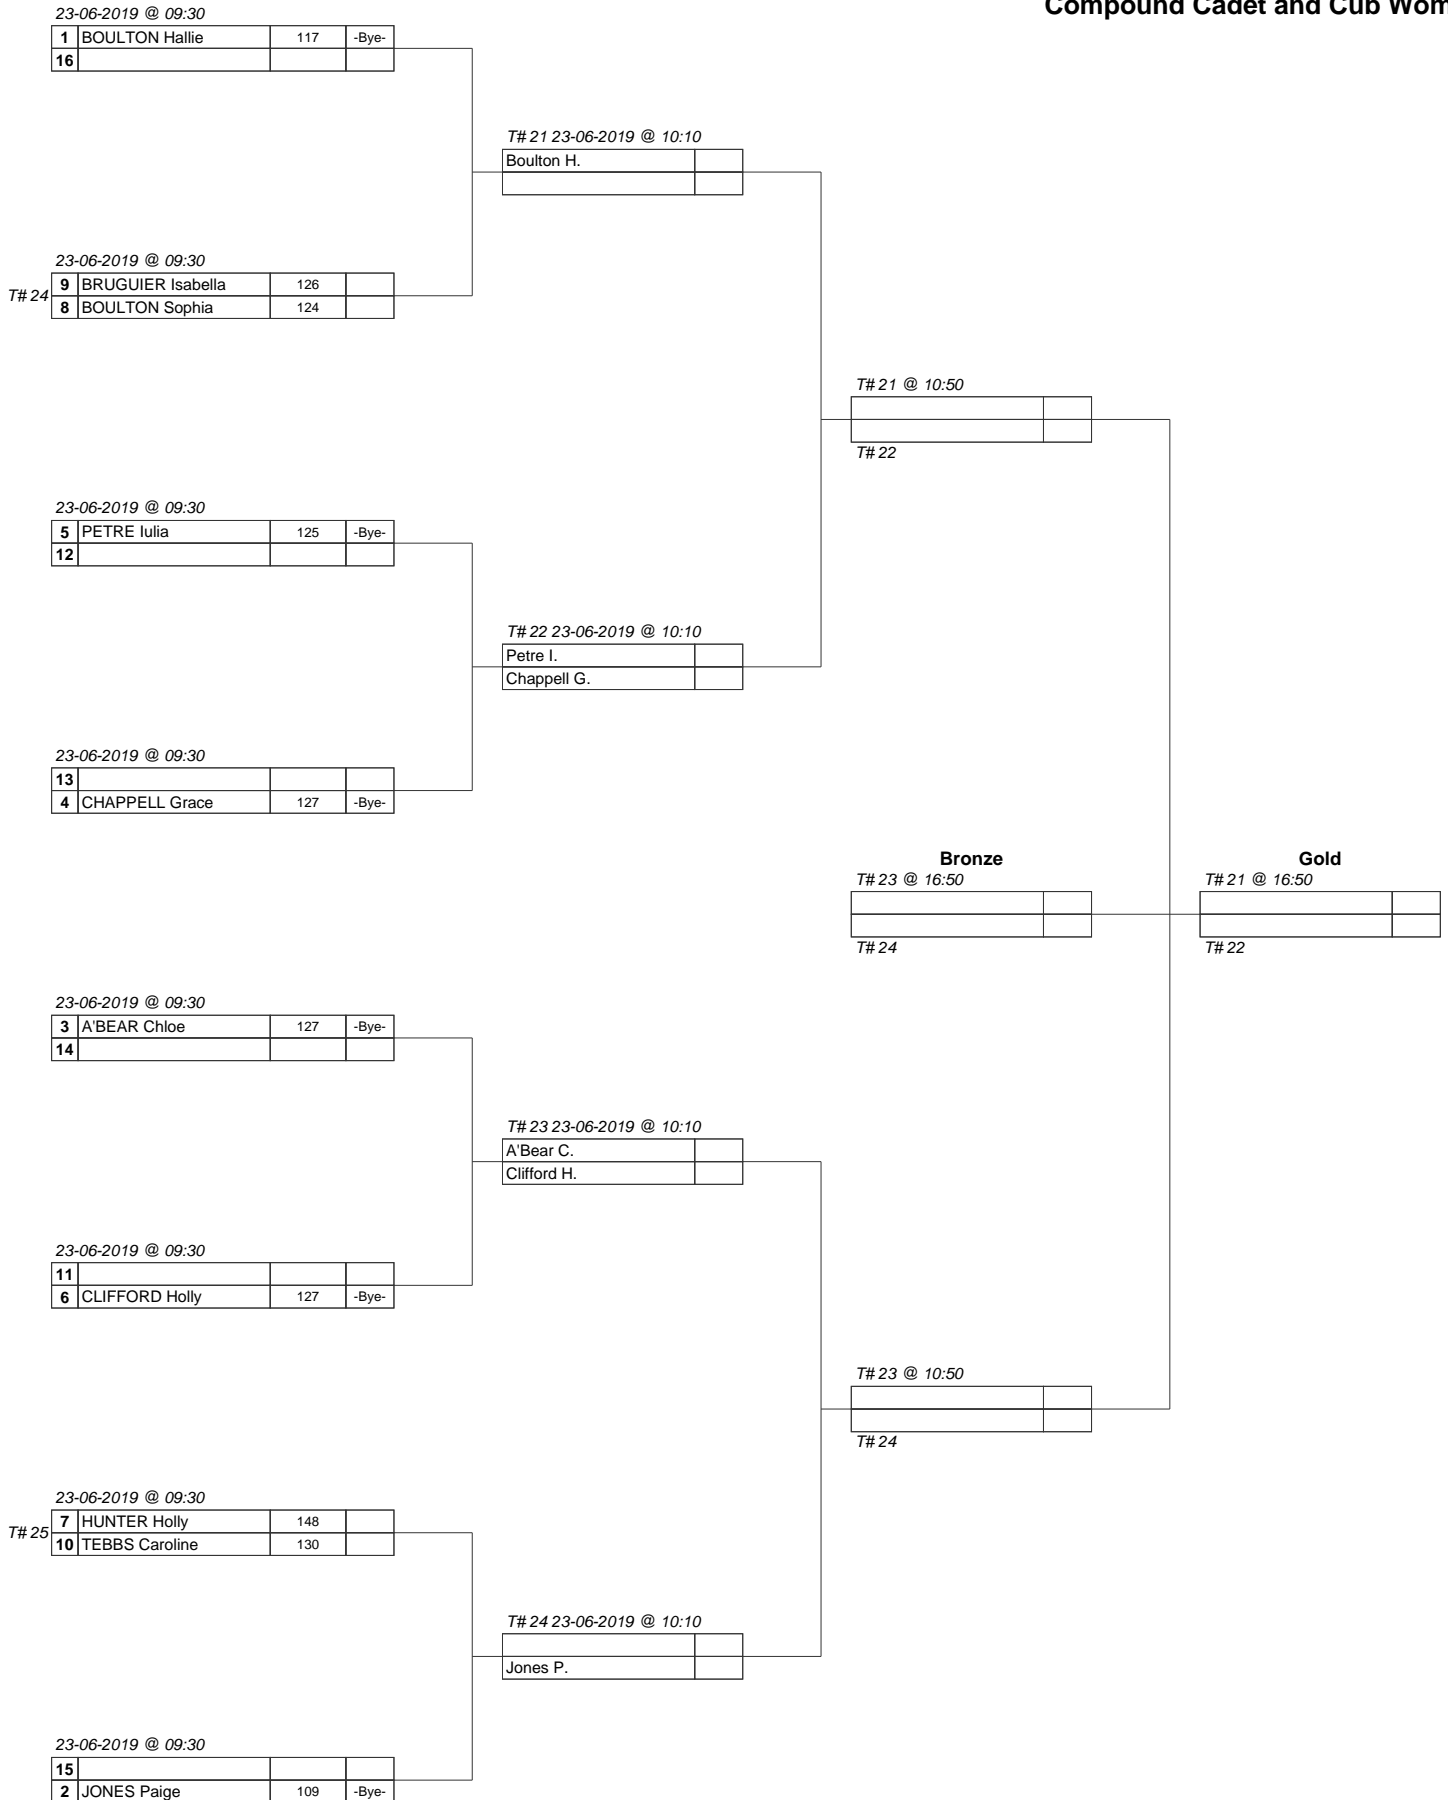 Compound Cadet and Cub Wom
23-06-2019 @ 09:30
1 BOULTON Hallie 117 -Bye-
16
T# 21 23-06-2019 @ 10:10
Boulton H.
23-06-2019 @ 09:30
T# 24
9 BRUGUIER Isabella 126
8 BOULTON Sophia 124
T# 21 @ 10:50
T# 22
23-06-2019 @ 09:30
5 PETRE Iulia 125 -Bye-
12
T# 22 23-06-2019 @ 10:10
Petre I.
Chappell G.
23-06-2019 @ 09:30
13
4 CHAPPELL Grace 127 -Bye-
Bronze
T# 23 @ 16:50
T# 24
Gold
T# 21 @ 16:50
T# 22
23-06-2019 @ 09:30
3 A'BEAR Chloe 127 -Bye-
14
T# 23 23-06-2019 @ 10:10
A'Bear C.
Clifford H.
23-06-2019 @ 09:30
11
6 CLIFFORD Holly 127 -Bye-
T# 23 @ 10:50
T# 24
23-06-2019 @ 09:30
T# 25
7 HUNTER Holly 148
10 TEBBS Caroline 130
T# 24 23-06-2019 @ 10:10
Jones P.
23-06-2019 @ 09:30
15
2 JONES Paige 109 -Bye-